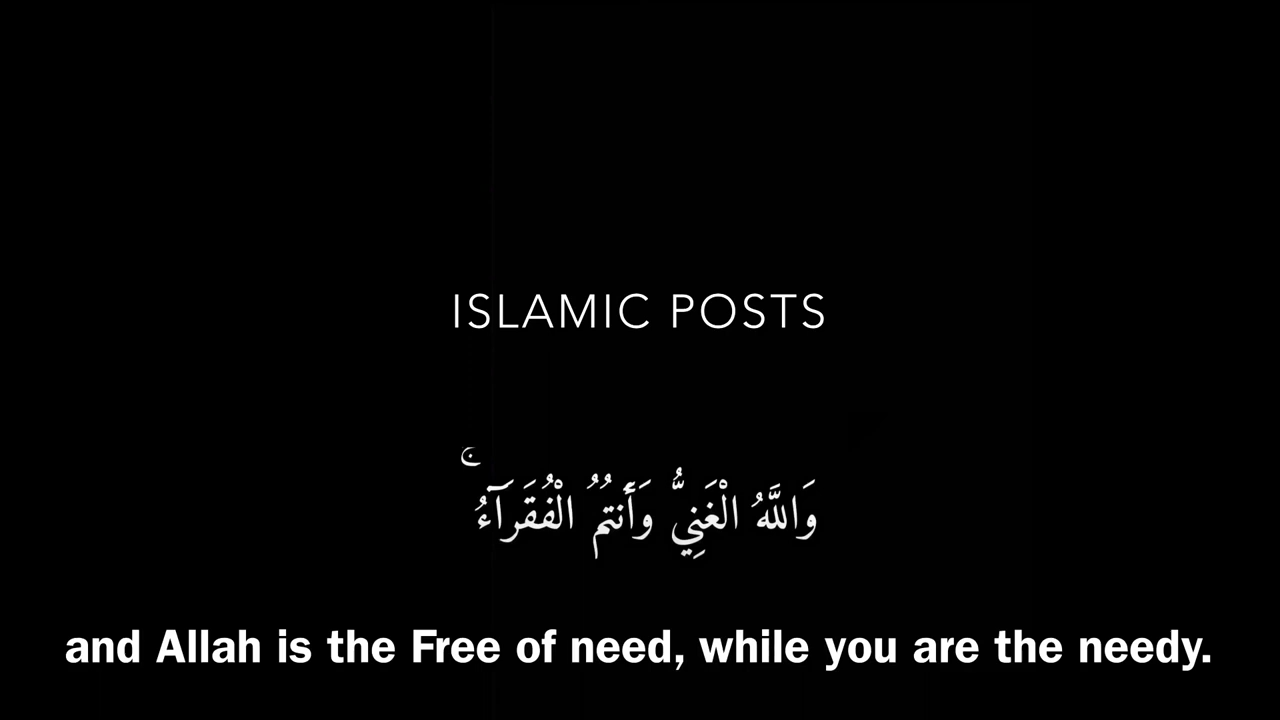 ISLAMIC POSTS
وَاللَّهُ الْغَنِيُّ وَأَنتُمُ الْفُقَرَآءُ ۚ
and Allah is the Free of need, while you are the needy.